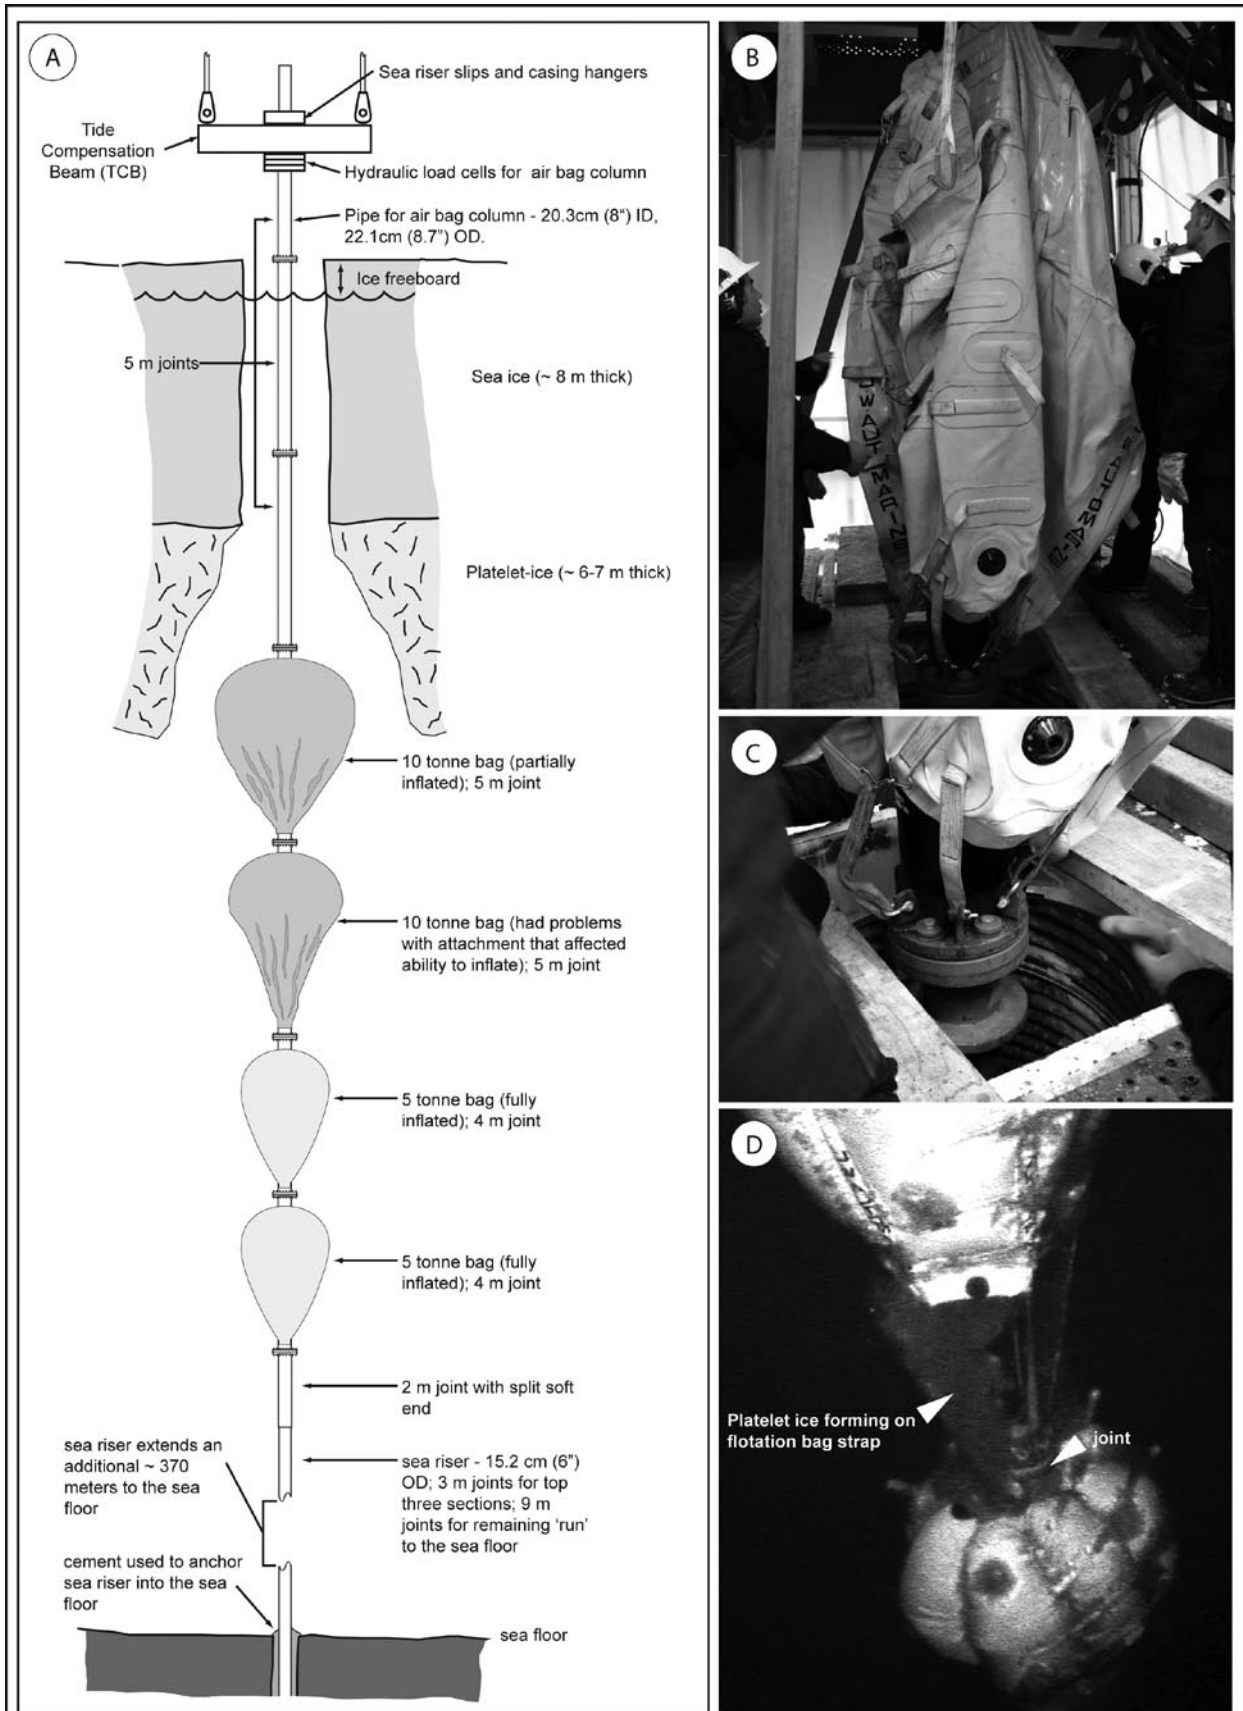 A
Sea riser slips and casing hangers
Tide
Compensation
Beam (TCB)
Hydraulic load cells for air bag column
Pipe for air bag column - 20.3cm (8") ID,
22.1cm (8.7") OD.
Ice freeboard
5 m joints
Sea ice (~ 8 m thick)
Platelet-ice (~ 6-7 m thick)
10 tonne bag (partially
inflated); 5 m joint
10 tonne bag (had problems
with attachment that affected
ability to inflate); 5 m joint
5 tonne bag (fully
inflated); 4 m joint
5 tonne bag (fully
inflated); 4 m joint
2 m joint with split soft
end
sea riser extends an
additional ~ 370
meters to the sea
floor
sea riser - 15.2 cm (6")
OD; 3 m joints for top
three sections; 9 m
joints for remaining 'run'
to the sea floor
cement used to anchor
sea riser into the sea
floor
sea floor
B
MARINE
C
D
Platelet ice forming on
flotation bag strap
joint